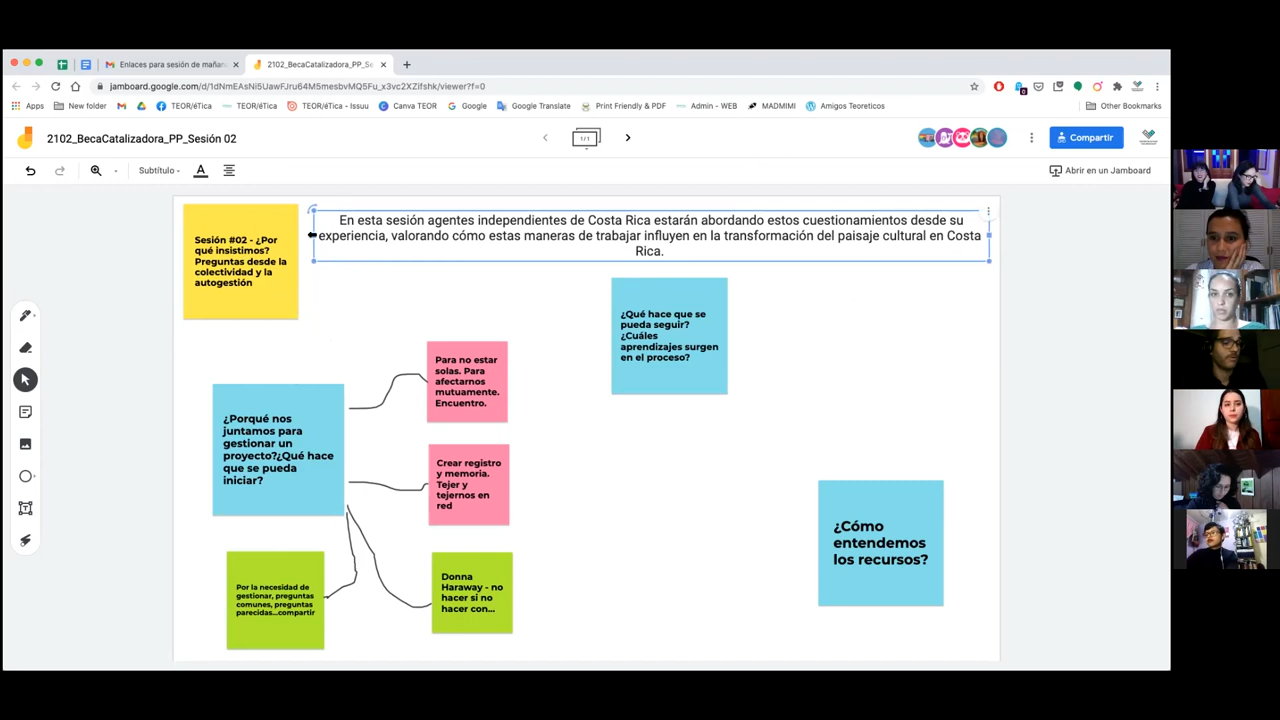 Enlaces para sesión de mañan
2102_BecaCatalizadora_PP_Se
jamboard.google.com/d/1dNmEAsNi5UawFJru64M5mesbvMQ5Fu_x3vc2XZifshk/viewer?f=0
Apps
New folder
TEOR/éTica
TEOR/éTica
TEOR/éTica - Issuu
Canva TEOR
Google
Google Translate
Print Friendly & PDF
Admin - WEB
MADMIMI
Amigos Teoreticos
Other Bookmarks
2102_BecaCatalizadora_PP_Sesión 02
1/1
Compartir
Subtítulo
Abrir en un Jamboard
Sesión #02 - ¿Por
qué insistimos?
Preguntas desde la
colectividad y la
autogestión
En esta sesión agentes independientes de Costa Rica estarán abordando estos cuestionamientos desde su
experiencia, valorando cómo estas maneras de trabajar influyen en la transformación del paisaje cultural en Costa
Rica.
¿Qué hace que se
pueda seguir?
¿Cuáles
aprendizajes surgen
en el proceso?
Para no estar
solas. Para
afectarnos
mutuamente.
Encuentro.
¿Porqué nos
juntamos para
gestionar un
proyecto?¿Qué hace
que se pueda
iniciar?
Crear registro
y memoria.
Tejer y
tejernos en
red
¿Cómo
entendemos
los recursos?
Por la necesidad de
gestionar, preguntas
comunes, preguntas
parecidas...compartir
Donna
Haraway - no
hacer si no
hacer con...